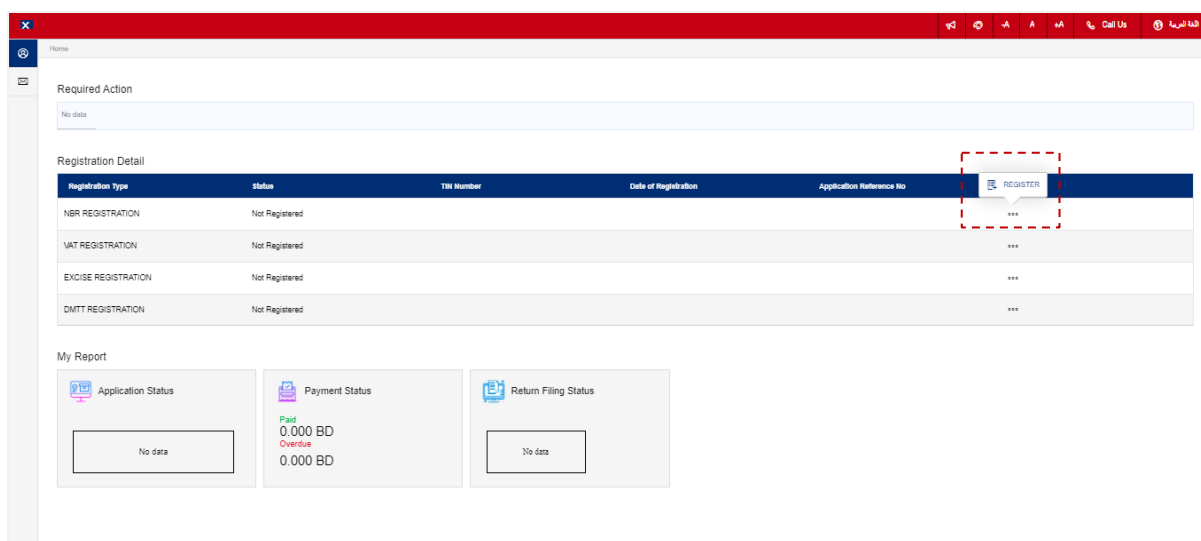 -A A +A Call Us اللغة العربية
Home
Required Action
No data
Registration Detail
Registration Type Status TIN Number Date of Registration Application Reference No REGISTER
NBR REGISTRATION Not Registered
VAT REGISTRATION Not Registered
EXCISE REGISTRATION Not Registered
DMTT REGISTRATION Not Registered
My Report
Application Status Payment Status Return Filing Status
Paid
0.000 BD
Overdue
No data 0.000 BD No data